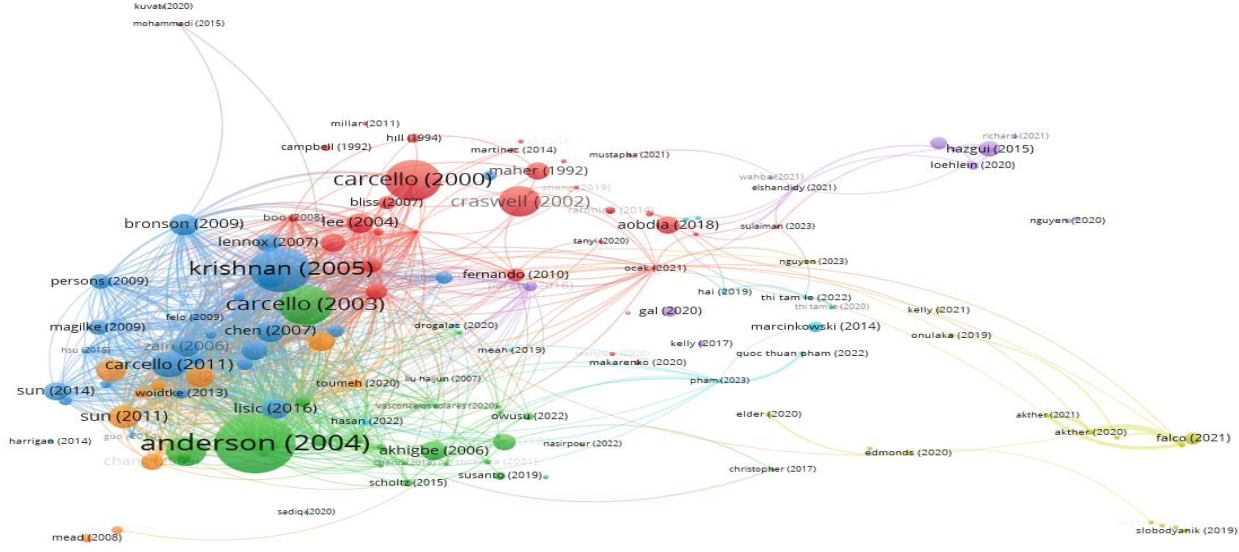 kuvat (2020)
mohammadi (2015)
millar (2011)
hill (1994)
richard (2021)
campbell (1992)
martinez (2014)
mustapha (2021)
hazgui (2015)
loehlein (2020)
maher (1992)
carcello (2000)
wahba (2021)
elshandidy (2021)
bliss (2007)
craswell (2002)
boo (2008)
lee (2004)
bronson (2009)
aobdia (2018)
sulaiman (2023)
nguyen (2020)
lennox (2007)
tanyi (2020)
krishnan (2005)
fernando (2010)
ocak (2021)
nguyen (2023)
persons (2009)
hai (2019)
thi tam le (2022)
carcello (2003)
thi tam le (2020)
gal (2020)
kelly (2021)
felo (2009)
magilke (2009)
chen (2007)
drogalas (2020)
marcinkowski (2014)
onulaka (2019)
zain (2006)
kelly (2017)
hsu (2015)
meah (2019)
quoc thuan pham (2022)
makarenko (2020)
carcello (2011)
liu haijun (2007)
pham (2023)
toumeh (2020)
sun (2014)
woidtke (2013)
vasconcelos colares (2020)
lisic (2016)
sun (2011)
owusu (2022)
elder (2020)
akther (2021)
hasan (2022)
akther (2020)
harrigan (2014)
anderson (2004)
nasirpour (2022)
falco (2021)
akhigbe (2006)
edmonds (2020)
christopher (2017)
susanto (2019)
scholtz (2015)
sadiq (2020)
slobodyanik (2019)
mead (2008)